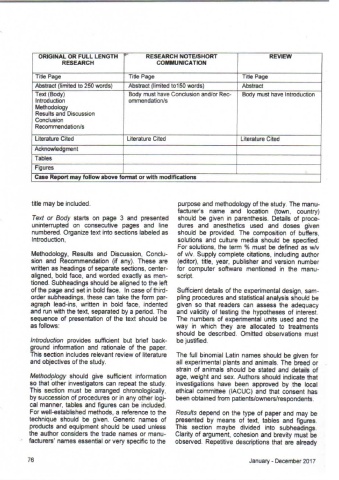 ORIGINAL OR FULL LENGTH RESEARCH
RESEARCH NOTE/SHORT COMMUNICATION
REVIEW
Title Page
Title Page
Title Page
Abstract (limited to 250 words)
Abstract (limited to150 words)
Abstract
Text (Body)
Introduction
Methodology
Results and Discussion
Conclusion
Recommendation/s
Body must have Conclusion and/or Rec-
ommendation/s
Body must have Introduction
Literature Cited
Literature Cited
Literature Cited
Acknowledgment
Tables
Figures
Case Report may follow above format or with modifications
title may be included.
Text or Body starts on page 3 and presented
uninterrupted on consecutive pages and line
numbered. Organize text into sections labeled as
Introduction,
Methodology, Results and Discussion, Conclu-
sion and Recommendation (if any). These are
written as headings of separate sections, center-
aligned, bold face, and worded exactly as men-
tioned. Subheadings should be aligned to the left
of the page and set in bold face. In case of third-
order subheadings, these can take the form par-
agraph lead-ins, written in bold face, indented
and run with the text, separated by a period. The
sequence of presentation of the text should be
as follows:
Introduction provides sufficient but brief back-
ground information and rationale of the paper.
This section includes relevant review of literature
and objectives of the study.
Methodology should give sufficient information
so that other investigators can repeat the study.
This section must be arranged chronologically,
by succession of procedures or in any other logi-
cal manner, tables and figures can be included.
For well-established methods, a reference to the
technique should be given. Generic names of
products and equipment should be used unless
the author considers the trade names or manu-
facturers' names essential or very specific to the
purpose and methodology of the study. The manu-
facturer's name and location (town, country)
should be given in parenthesis. Details of proce-
dures and anesthetics used and doses given
should be provided. The composition of buffers,
solutions and culture media should be specified.
For solutions, the term % must be defined as w/v
of v/v. Supply complete citations, including author
(editor), title, year, publisher and version number
for computer software mentioned in the manu-
script.
Sufficient details of the experimental design, sam-
pling procedures and statistical analysis should be
given so that readers can assess the adequacy
and validity of testing the hypotheses of interest.
The numbers of experimental units used and the
way in which they are allocated to treatments
should be described. Omitted observations must
be justified.
The full binomial Latin names should be given for
all experimental plants and animals. The breed or
strain of animals should be stated and details of
age, weight and sex. Authors should indicate that
investigations have been approved by the local
ethical committee (IACUC) and that consent has
been obtained from patients/owners/respondents.
Results depend on the type of paper and may be
presented by means of text, tables and figures.
This section maybe divided into subheadings.
Clarity of argument, cohesion and brevity must be
observed. Repetitive descriptions that are already
76
January - December 2017